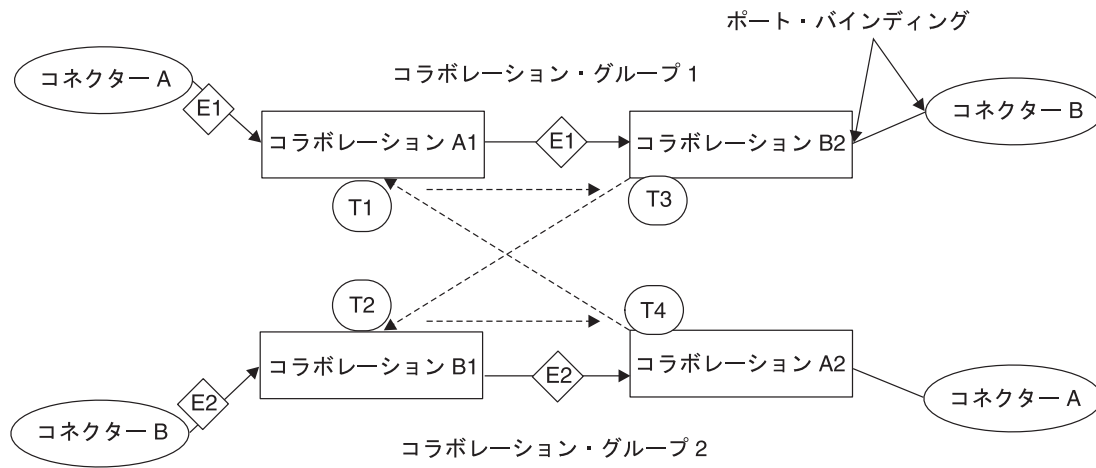 ポート・バインディング
コネクター A
コラボレーション・グループ 1
コネクター B
E1
コラボレーション A1
E1
コラボレーション B2
T1
T3
T2
T4
コラボレーション B1
E2
コラボレーション A2
E2
コネクター A
コネクター B
コラボレーション・グループ 2